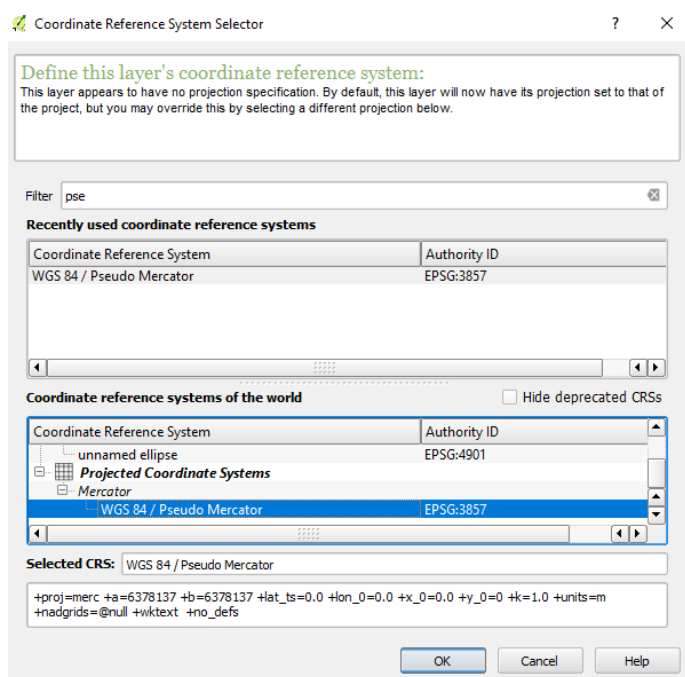 Coordinate Reference System Selector
Define this layer's coordinate reference system:
This layer appears to have no projection specification. By default, this layer will now have its projection set to that of
the project, but you may override this by selecting a different projection below.
Filter pse
Recently used coordinate reference systems
Coordinate Reference System Authority ID
WGS 84 / Pseudo Mercator EPSG:3857
Coordinate reference systems of the world Hide deprecated CRSs
Coordinate Reference System Authority ID
unnamed ellipse EPSG:4901
Projected Coordinate Systems
Mercator
WGS 84 / Pseudo Mercator EPSG:3857
Selected CRS: WGS 84 / Pseudo Mercator
+proj=merc +a=6378137 +b=6378137 +lat_ts=0.0 +lon_0=0.0 +x_0=0.0 +y_0=0 +k=1.0 +units=m
+nadgrids=@null +wktext +no_defs
OK Cancel Help